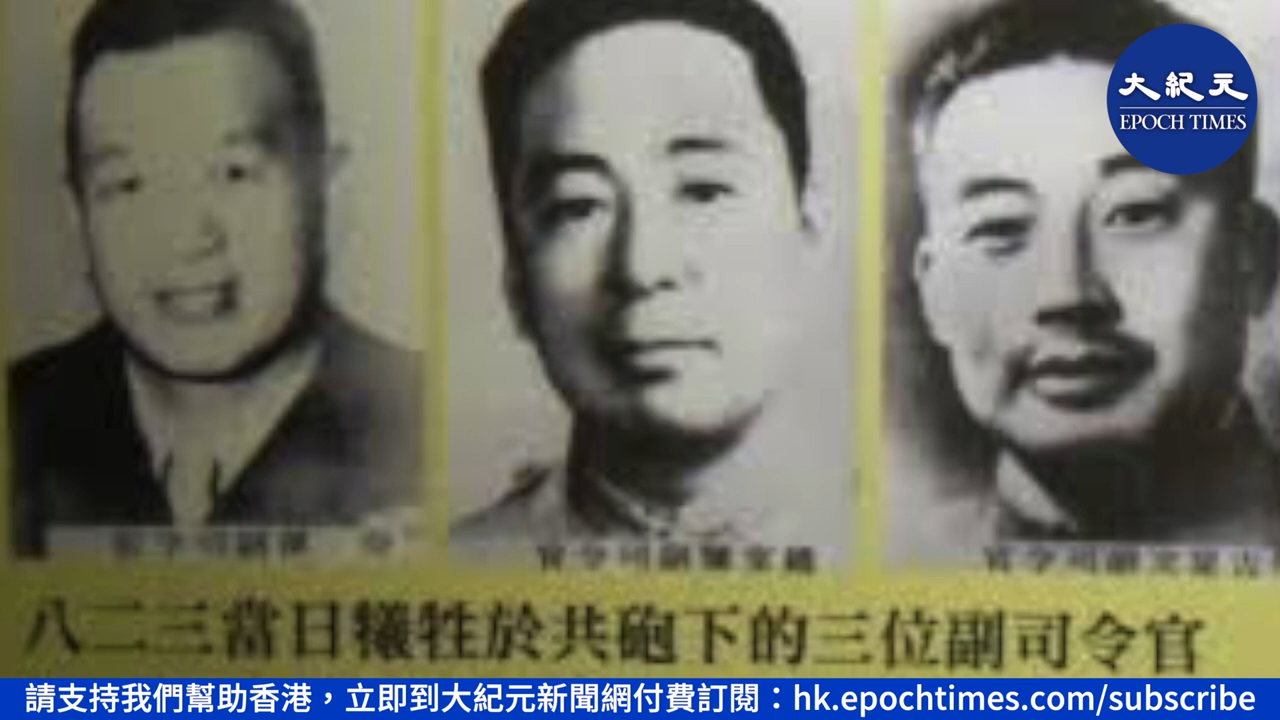 大紀元
EPOCH TIMES
八二三當日犧牲於共砲下的三位副司令官
請支持我們幫助香港，立即到大紀元新聞網付費訂閱：hk.epochtimes.com/subscribe